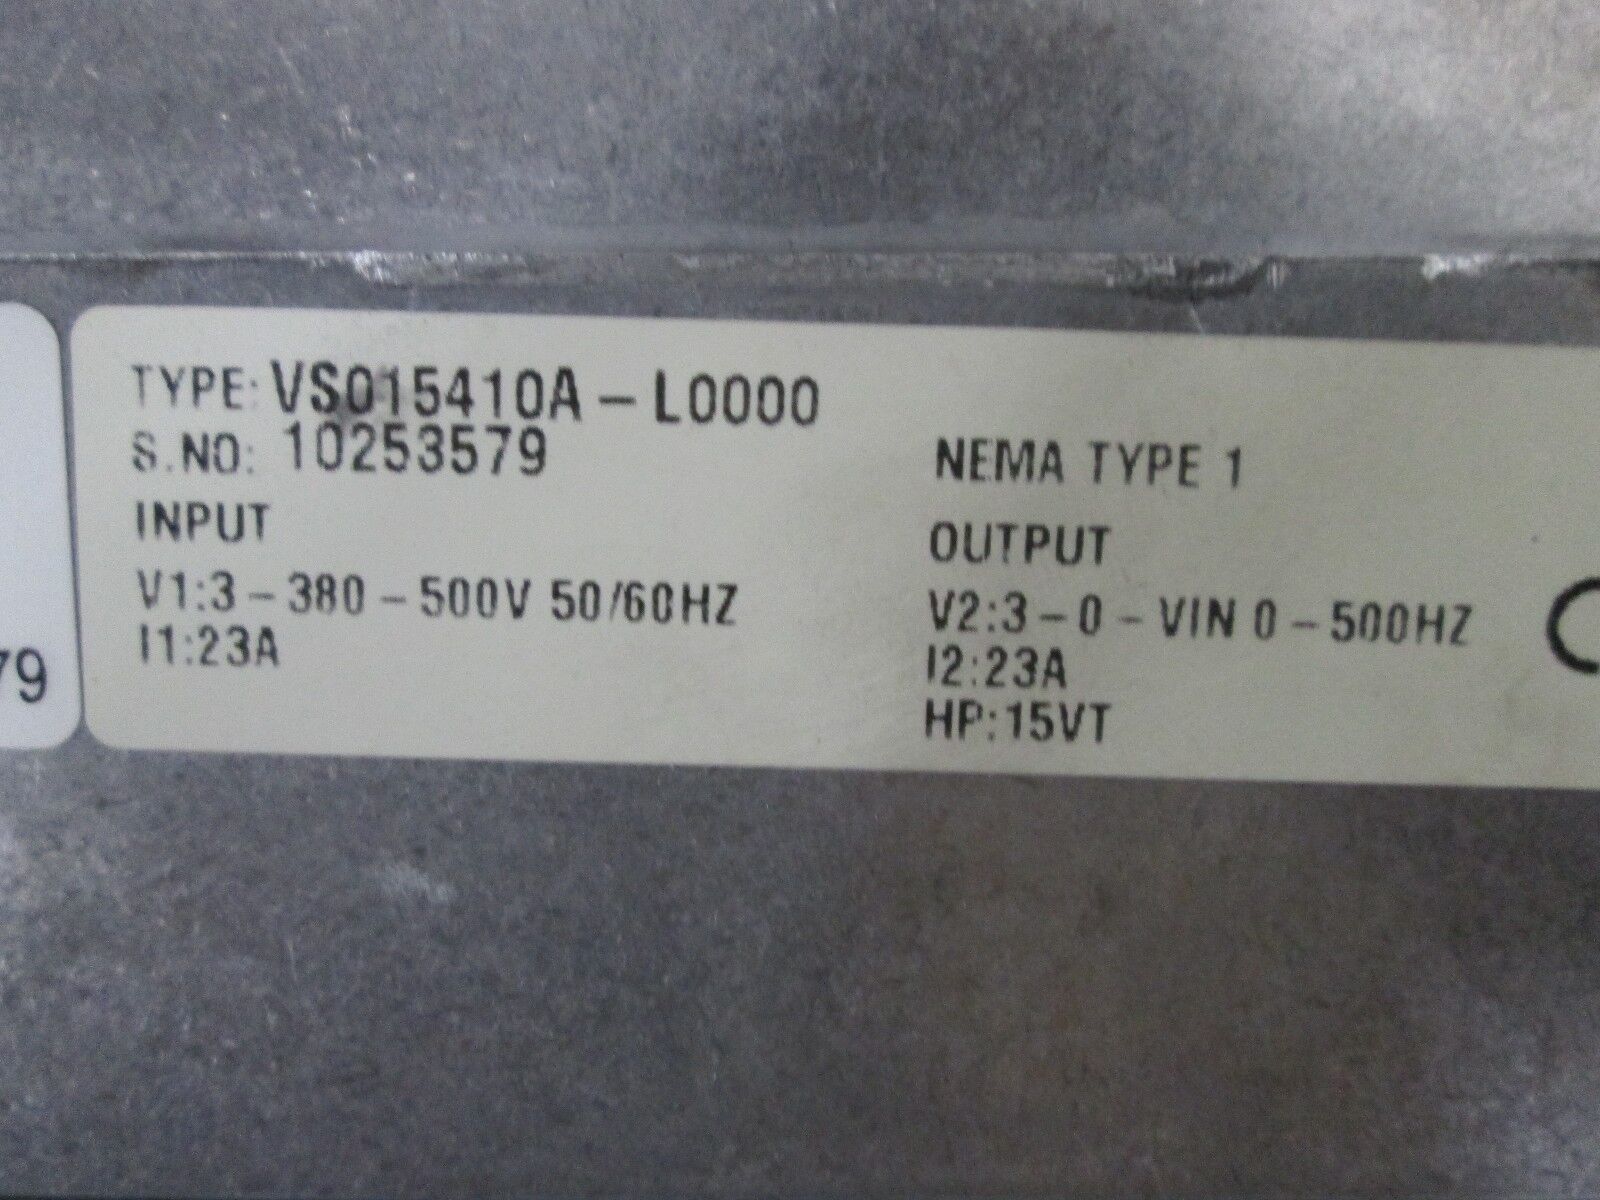 TYPE: VS015410A - L0000
S.NO: 10253579
NEMA TYPE 1
INPUT
V1:3 - 380 - 500V 50/60HZ
I1:23A
OUTPUT
V2:3 - 0 - VIN 0 - 500HZ
I2:23A
HP:15VT
79